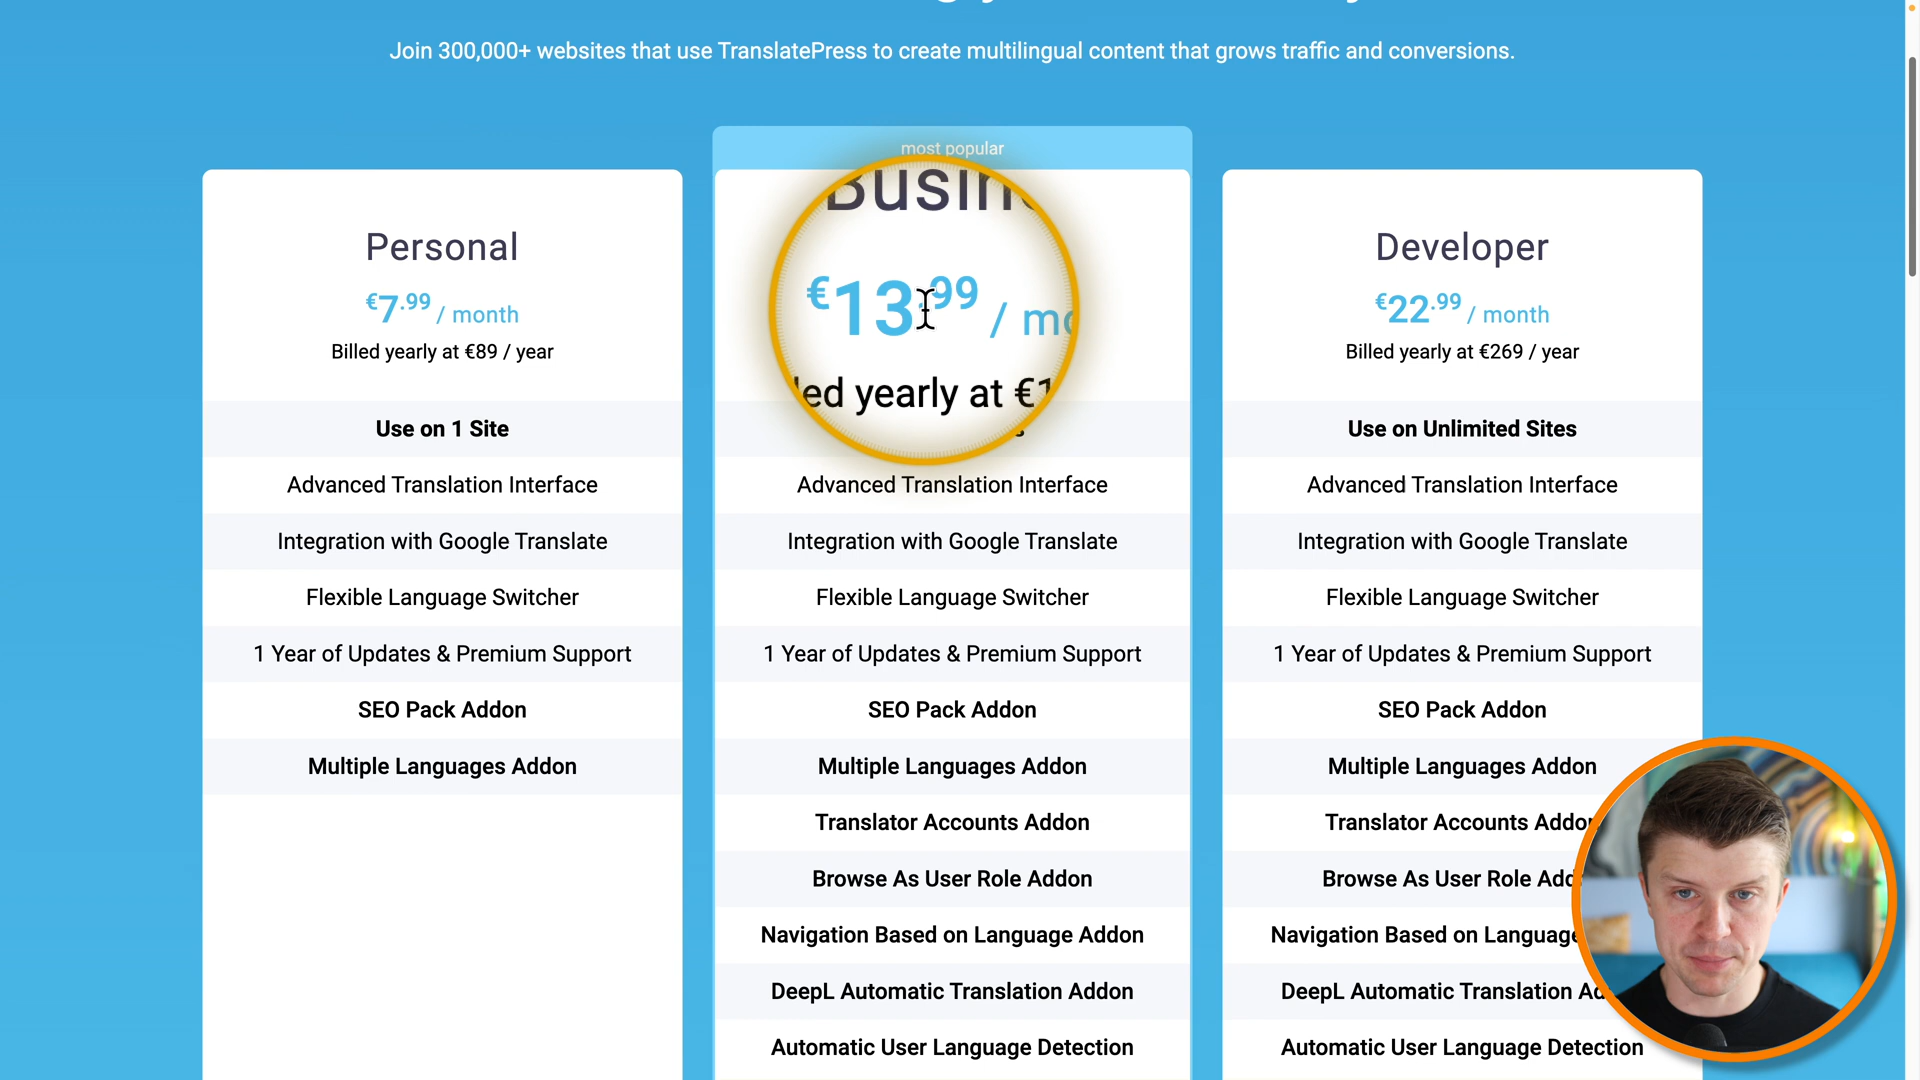 Join 300,000+ websites that use TranslatePress to create multilingual content that grows traffic and conversions.
most popular
Personal
€7.99 / month
Billed yearly at €89 / year
Use on 1 Site
Advanced Translation Interface
Integration with Google Translate
Flexible Language Switcher
1 Year of Updates & Premium Support
SEO Pack Addon
Multiple Languages Addon
Busin
€13.99 / mo
led yearly at €1
Advanced Translation Interface
Integration with Google Translate
Flexible Language Switcher
1 Year of Updates & Premium Support
SEO Pack Addon
Multiple Languages Addon
Translator Accounts Addon
Browse As User Role Addon
Navigation Based on Language Addon
DeepL Automatic Translation Addon
Automatic User Language Detection
Developer
€22.99 / month
Billed yearly at €269 / year
Use on Unlimited Sites
Advanced Translation Interface
Integration with Google Translate
Flexible Language Switcher
1 Year of Updates & Premium Support
SEO Pack Addon
Multiple Languages Addon
Translator Accounts Addon
Browse As User Role Add
Navigation Based on Language
DeepL Automatic Translation Ad
Automatic User Language Detection